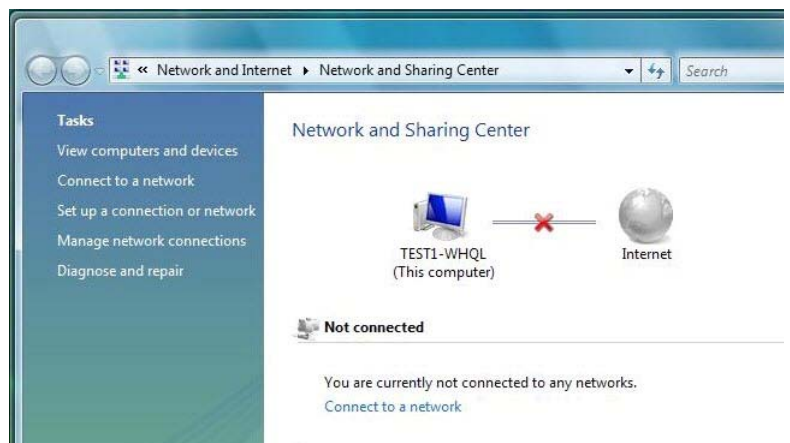 « Network and Internet ▸ Network and Sharing Center
Search
Tasks
View computers and devices
Connect to a network
Set up a connection or network
Manage network connections
Diagnose and repair
Network and Sharing Center
TEST1-WHQL
(This computer)
Internet
Not connected
You are currently not connected to any networks.
Connect to a network